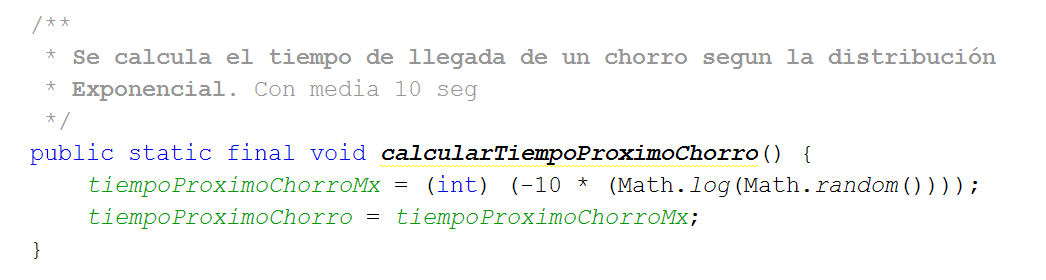 /**
 * Se calcula el tiempo de llegada de un chorro segun la distribución
 * Exponencial. Con media 10 seg
 */
public static final void calcularTiempoProximoChorro() {
    tiempoProximoChorroMx = (int) (-10 * (Math.log(Math.random())));
    tiempoProximoChorro = tiempoProximoChorroMx;
}